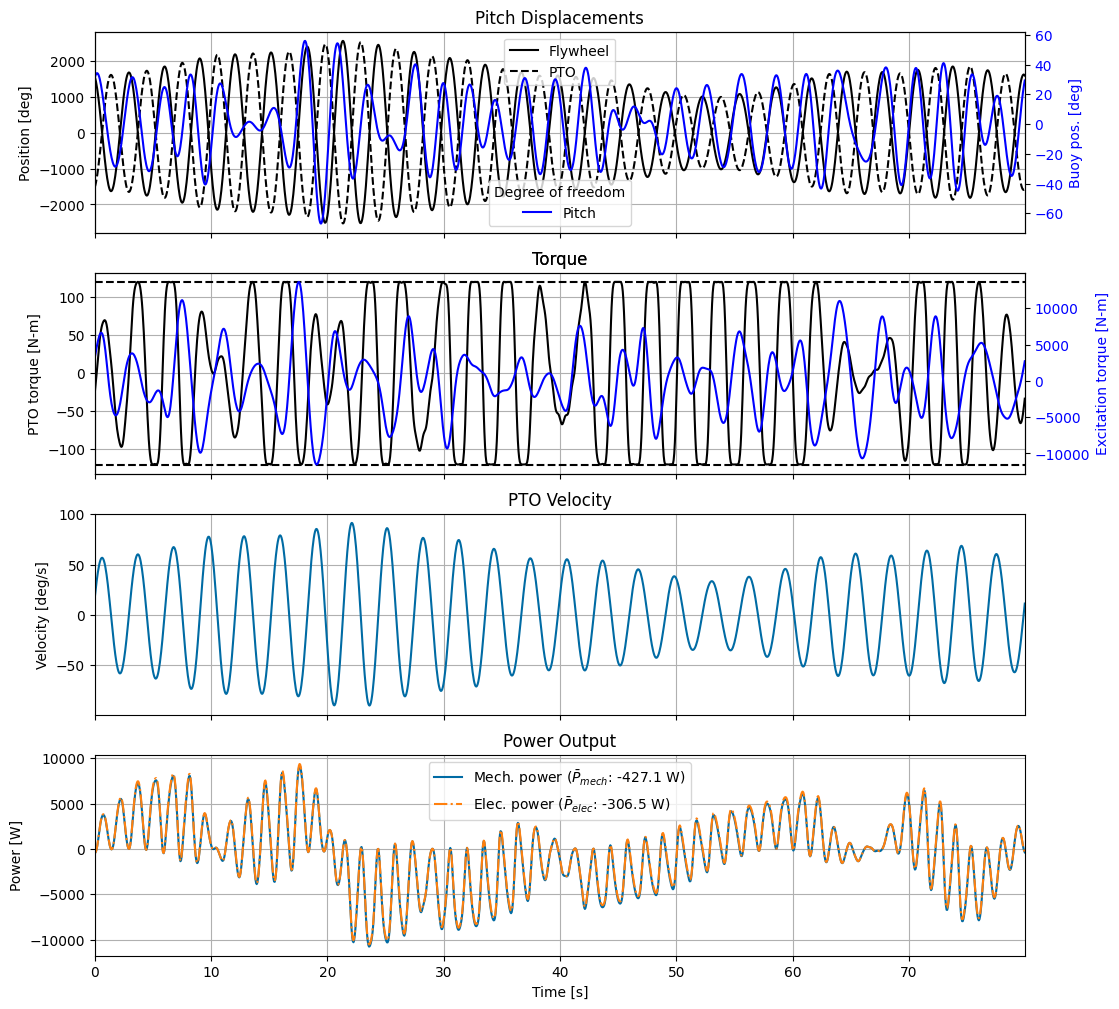 Pitch Displacements
Position [deg]
2000
1000
0
−1000
−2000
Flywheel
PTO
Degree of freedom
Pitch
60
40
20
0
−20
−40
−60
Buoy pos. [deg]
Torque
PTO torque [N-m]
100
50
0
−50
−100
10000
5000
0
−5000
−10000
Excitation torque [N-m]
PTO Velocity
Velocity [deg/s]
100
50
0
−50
Power Output
Power [W]
10000
5000
0
−5000
−10000
Mech. power (P̄mech: -427.1 W)
Elec. power (P̄elec: -306.5 W)
0 10 20 30 40 50 60 70
Time [s]